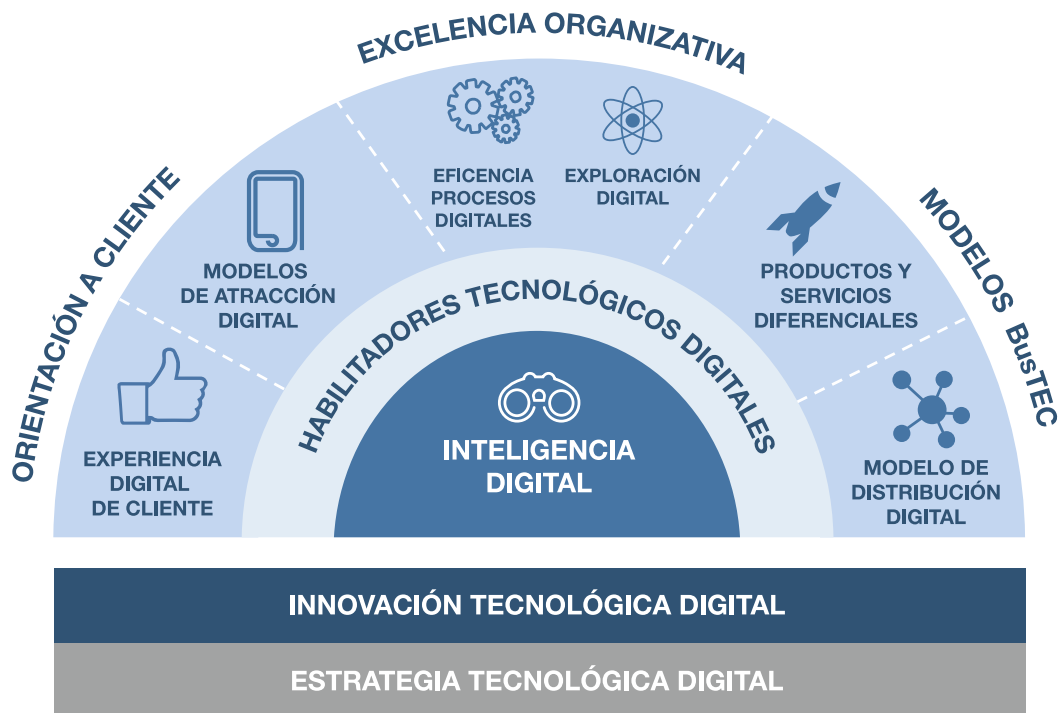 EXCELENCIA ORGANIZATIVA
ORIENTACIÓN A CLIENTE
MODELOS BusTEC
EFICENCIA
PROCESOS
DIGITALES
EXPLORACIÓN
DIGITAL
MODELOS
DE ATRACCIÓN
DIGITAL
PRODUCTOS Y
SERVICIOS
DIFERENCIALES
EXPERIENCIA
DIGITAL
DE CLIENTE
MODELO DE
DISTRIBUCIÓN
DIGITAL
HABILITADORES TECNOLÓGICOS DIGITALES
INTELIGENCIA
DIGITAL
INNOVACIÓN TECNOLÓGICA DIGITAL
ESTRATEGIA TECNOLÓGICA DIGITAL